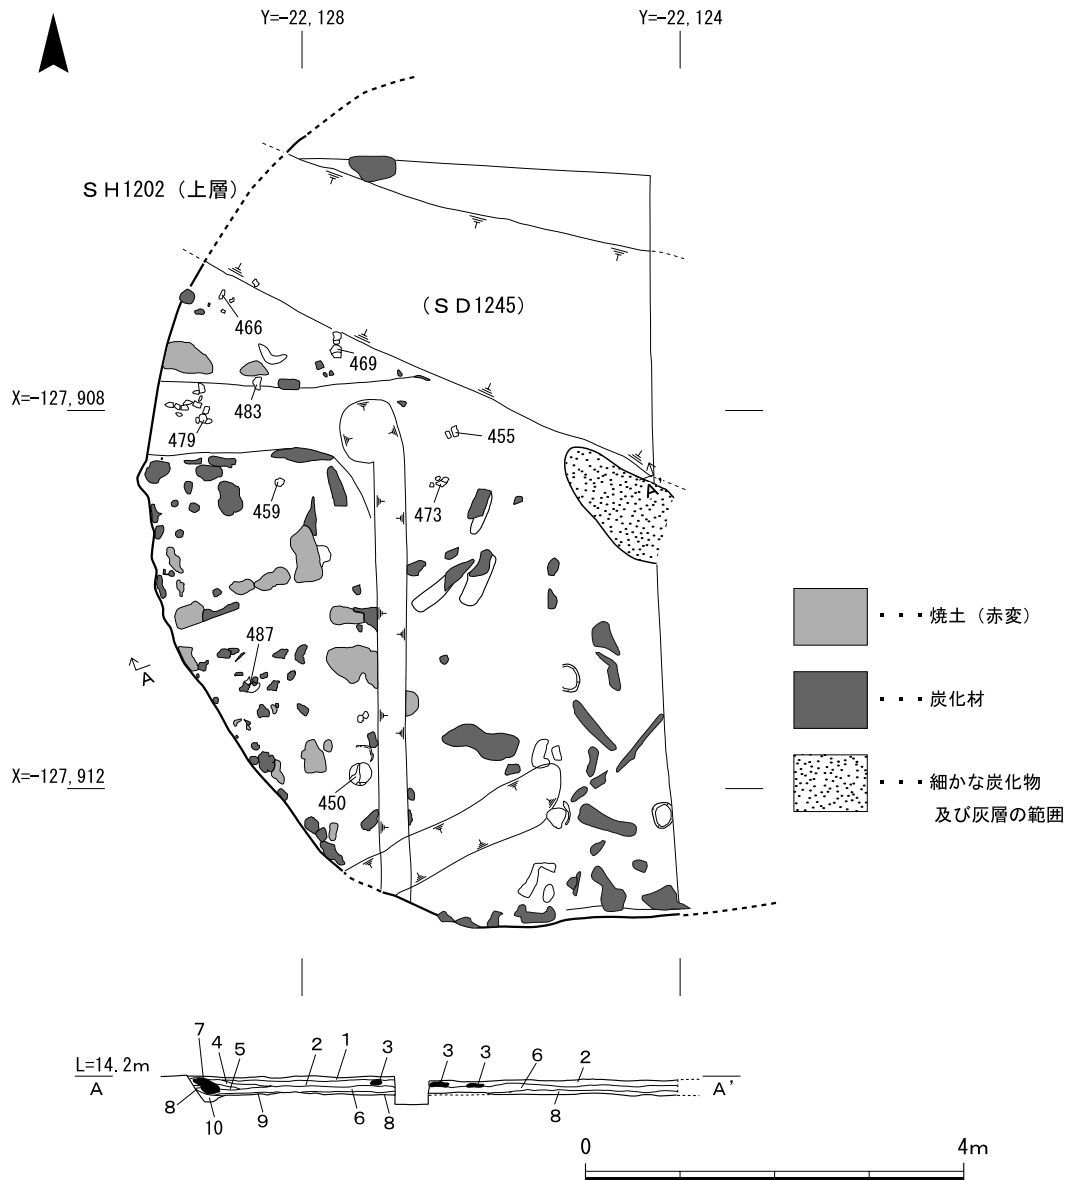 Y=-22,128
Y=-22,124
ＳＨ1202（上層）
（ＳＤ1245）
466
469
X=-127,908
483
479
455
459
473
A'
・・・焼土（赤変）
487
A
・・・炭化材
X=-127,912
・・・細かな炭化物
及び灰層の範囲
450
7
4
5
2
1
3
3
3
6
2
L=14.2m
A
A'
8
10
9
6
8
8
0
4m